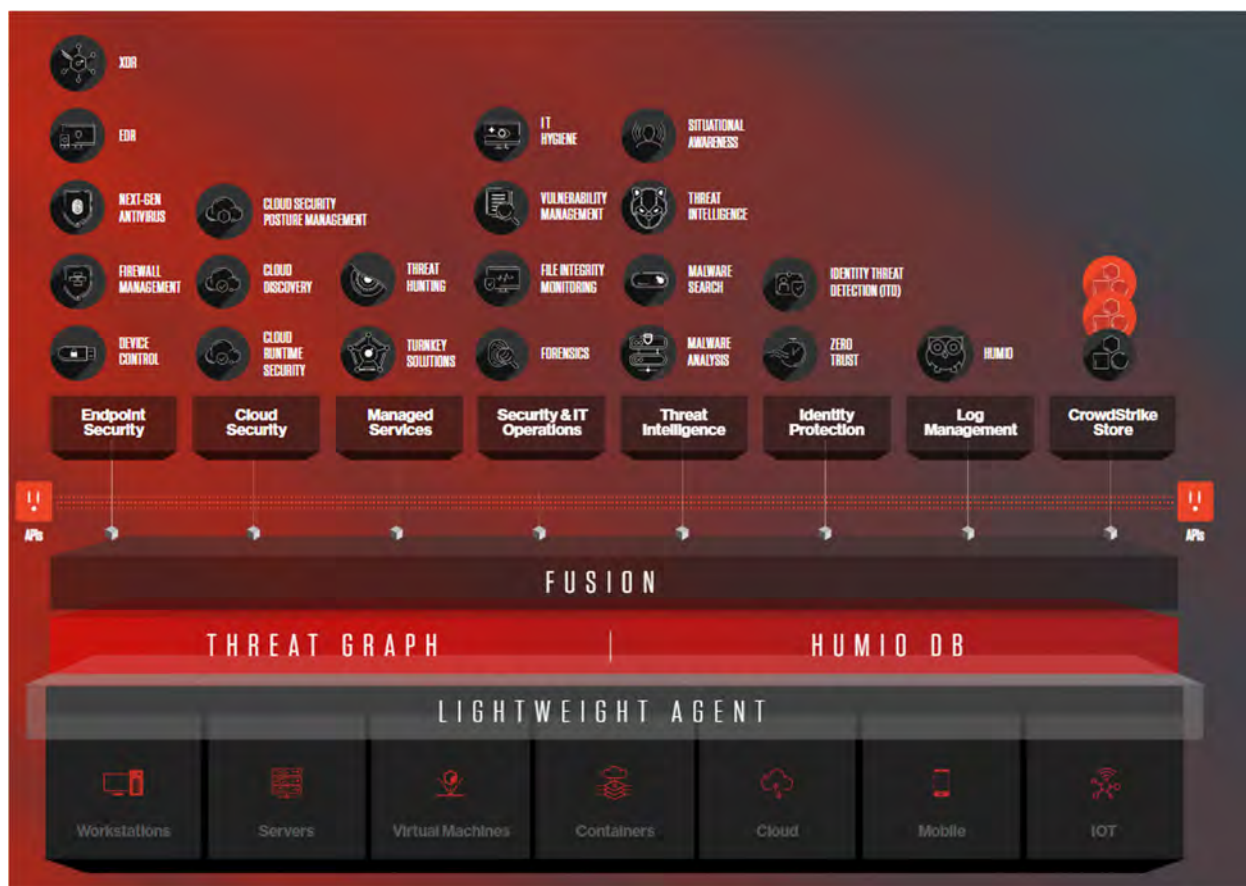 XDR
EDR
NEXT-GEN
ANTIVIRUS
FIREWALL
MANAGEMENT
DEVICE
CONTROL
CLOUD SECURITY
POSTURE MANAGEMENT
CLOUD
DISCOVERY
CLOUD
RUNTIME
SECURITY
THREAT
HUNTING
TURNKEY
SOLUTIONS
IT
HYGIENE
VULNERABILITY
MANAGEMENT
FILE INTEGRITY
MONITORING
FORENSICS
SITUATIONAL
AWARENESS
THREAT
INTELLIGENCE
MALWARE
SEARCH
MALWARE
ANALYSIS
IDENTITY THREAT
DETECTION (ITD)
ZERO
TRUST
HUMIO
Endpoint
Security
Cloud
Security
Managed
Services
Security & IT
Operations
Threat
Intelligence
Identity
Protection
Log
Management
CrowdStrike
Store
APIs
APIs
FUSION
THREAT GRAPH
HUMIO DB
LIGHTWEIGHT AGENT
Workstations
Servers
Virtual Machines
Containers
Cloud
Mobile
IOT